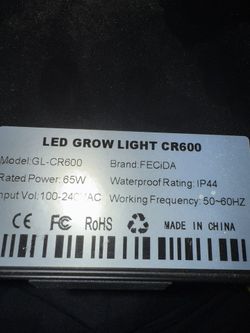 LED GROW LIGHT CR600
Model: GL-CR600 Brand: FECiDA
Rated Power: 65W Waterproof Rating: IP44
Input Vol: 100-240VAC Working Frequency: 50~60HZ
CE FC RoHS MADE IN CHINA